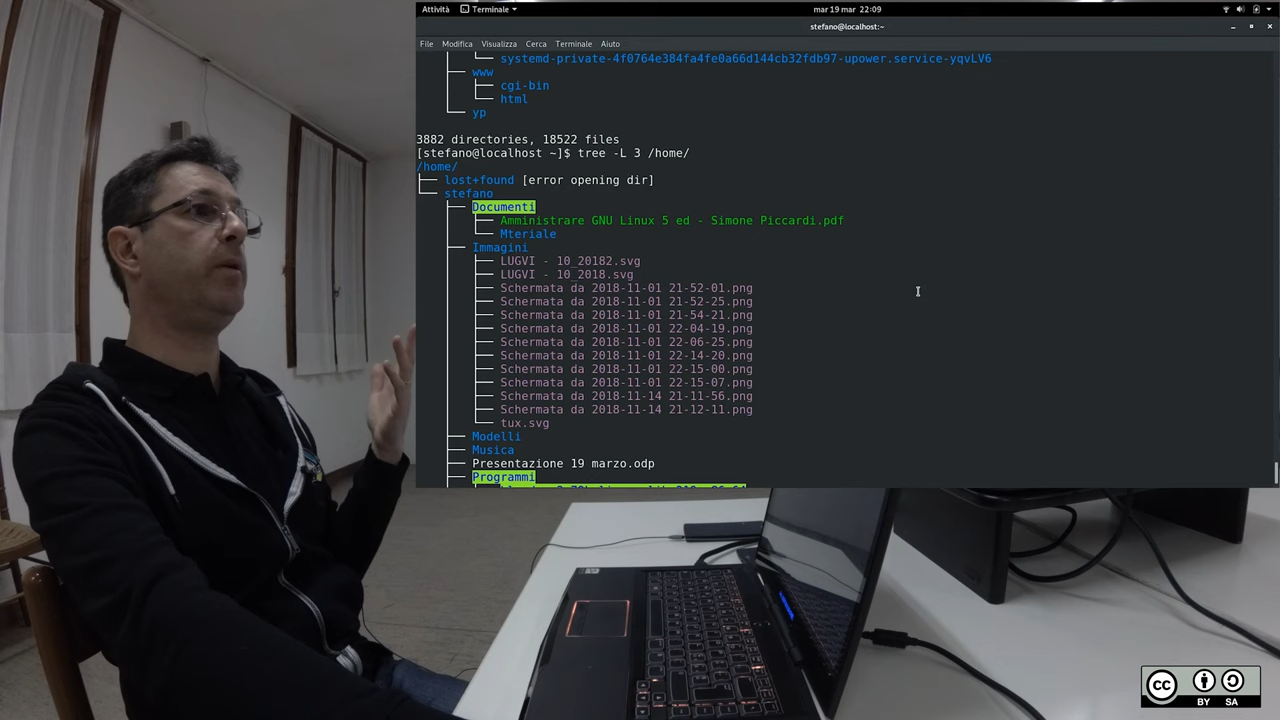 Attività Terminale mar 19 mar 22:09
stefano@localhost:~
File Modifica Visualizza Cerca Terminale Aiuto
systemd-private-4f0764e384fa4fe0a66d144cb32fdb97-upower.service-yqvLV6
www
cgi-bin
html
yp
3882 directories, 18522 files
[stefano@localhost ~]$ tree -L 3 /home/
/home/
lost+found [error opening dir]
stefano
Documenti
Amministrare GNU Linux 5 ed - Simone Piccardi.pdf
Mteriale
Immagini
LUGVI - 10_20182.svg
LUGVI - 10_2018.svg
Schermata da 2018-11-01 21-52-01.png
Schermata da 2018-11-01 21-52-25.png
Schermata da 2018-11-01 21-54-21.png
Schermata da 2018-11-01 22-04-19.png
Schermata da 2018-11-01 22-06-25.png
Schermata da 2018-11-01 22-14-20.png
Schermata da 2018-11-01 22-15-00.png
Schermata da 2018-11-01 22-15-07.png
Schermata da 2018-11-14 21-11-56.png
Schermata da 2018-11-14 21-12-11.png
tux.svg
Modelli
Musica
Presentazione 19 marzo.odp
Programmi
cc
BY SA